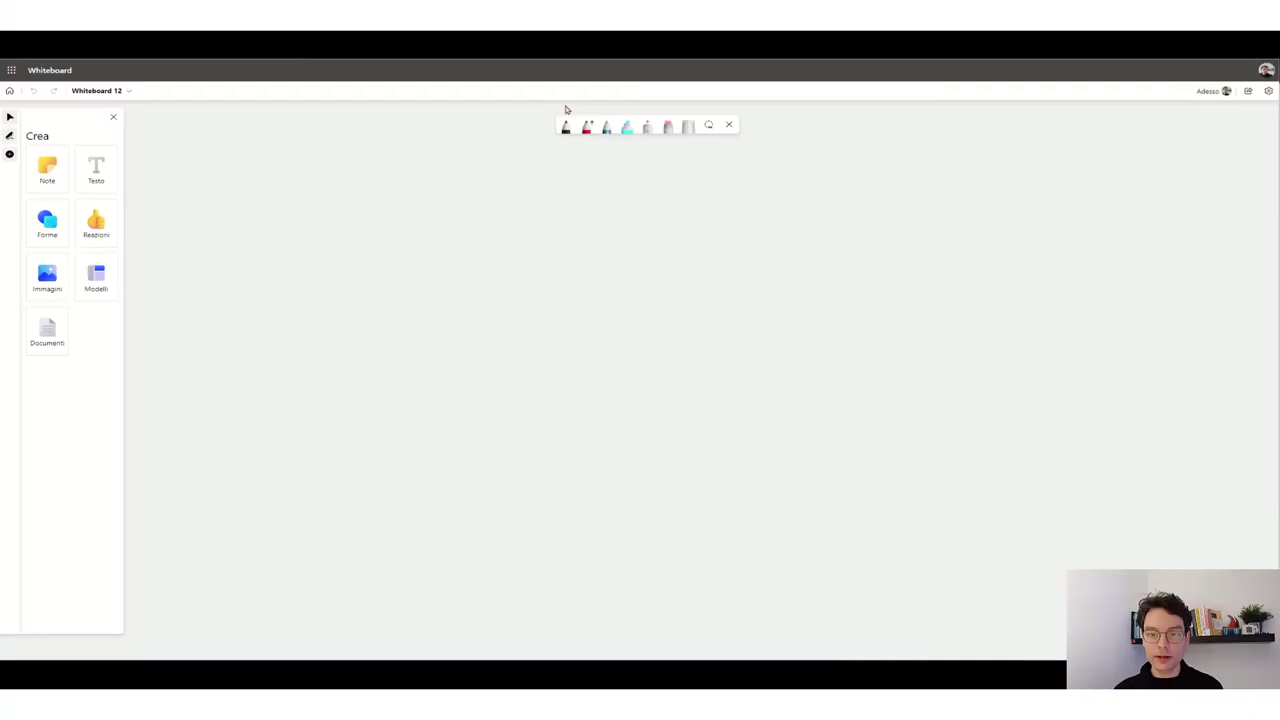 Whiteboard
Whiteboard 12
Adesso
Crea
Note
Testo
Forme
Reazioni
Immagini
Modelli
Documenti